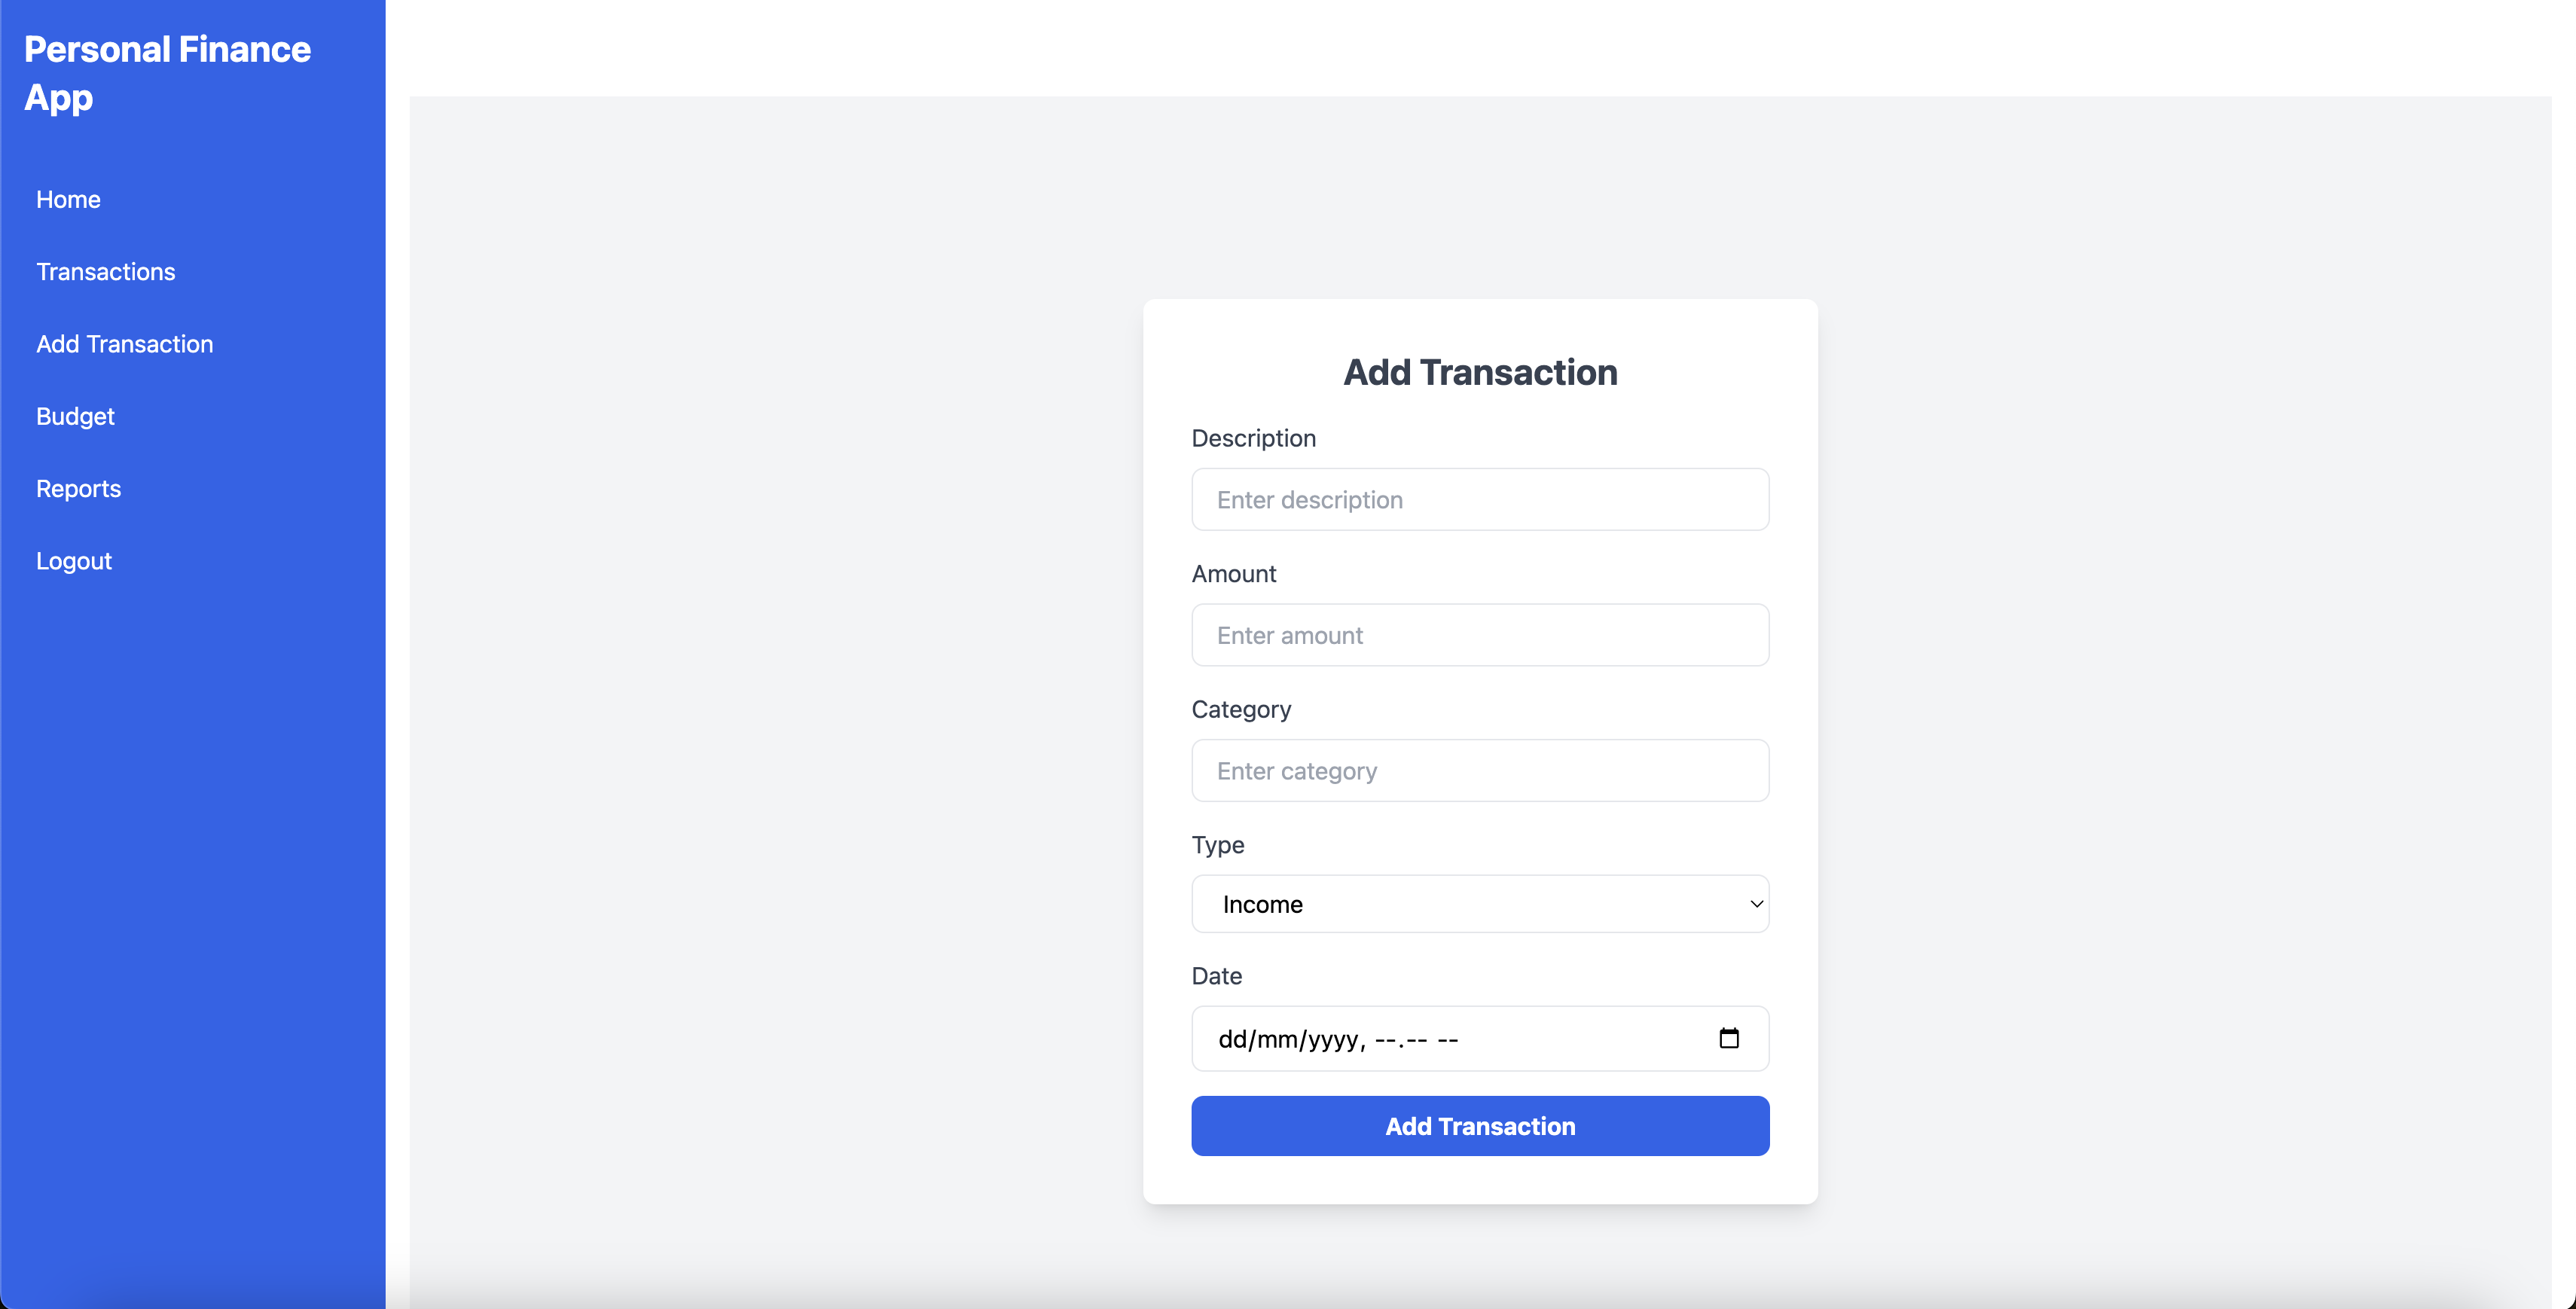 Personal Finance
App
Home
Transactions
Add Transaction
Budget
Reports
Logout
Add Transaction
Description
Enter description
Amount
Enter amount
Category
Enter category
Type
Income
Date
dd/mm/yyyy, --.-- --
Add Transaction